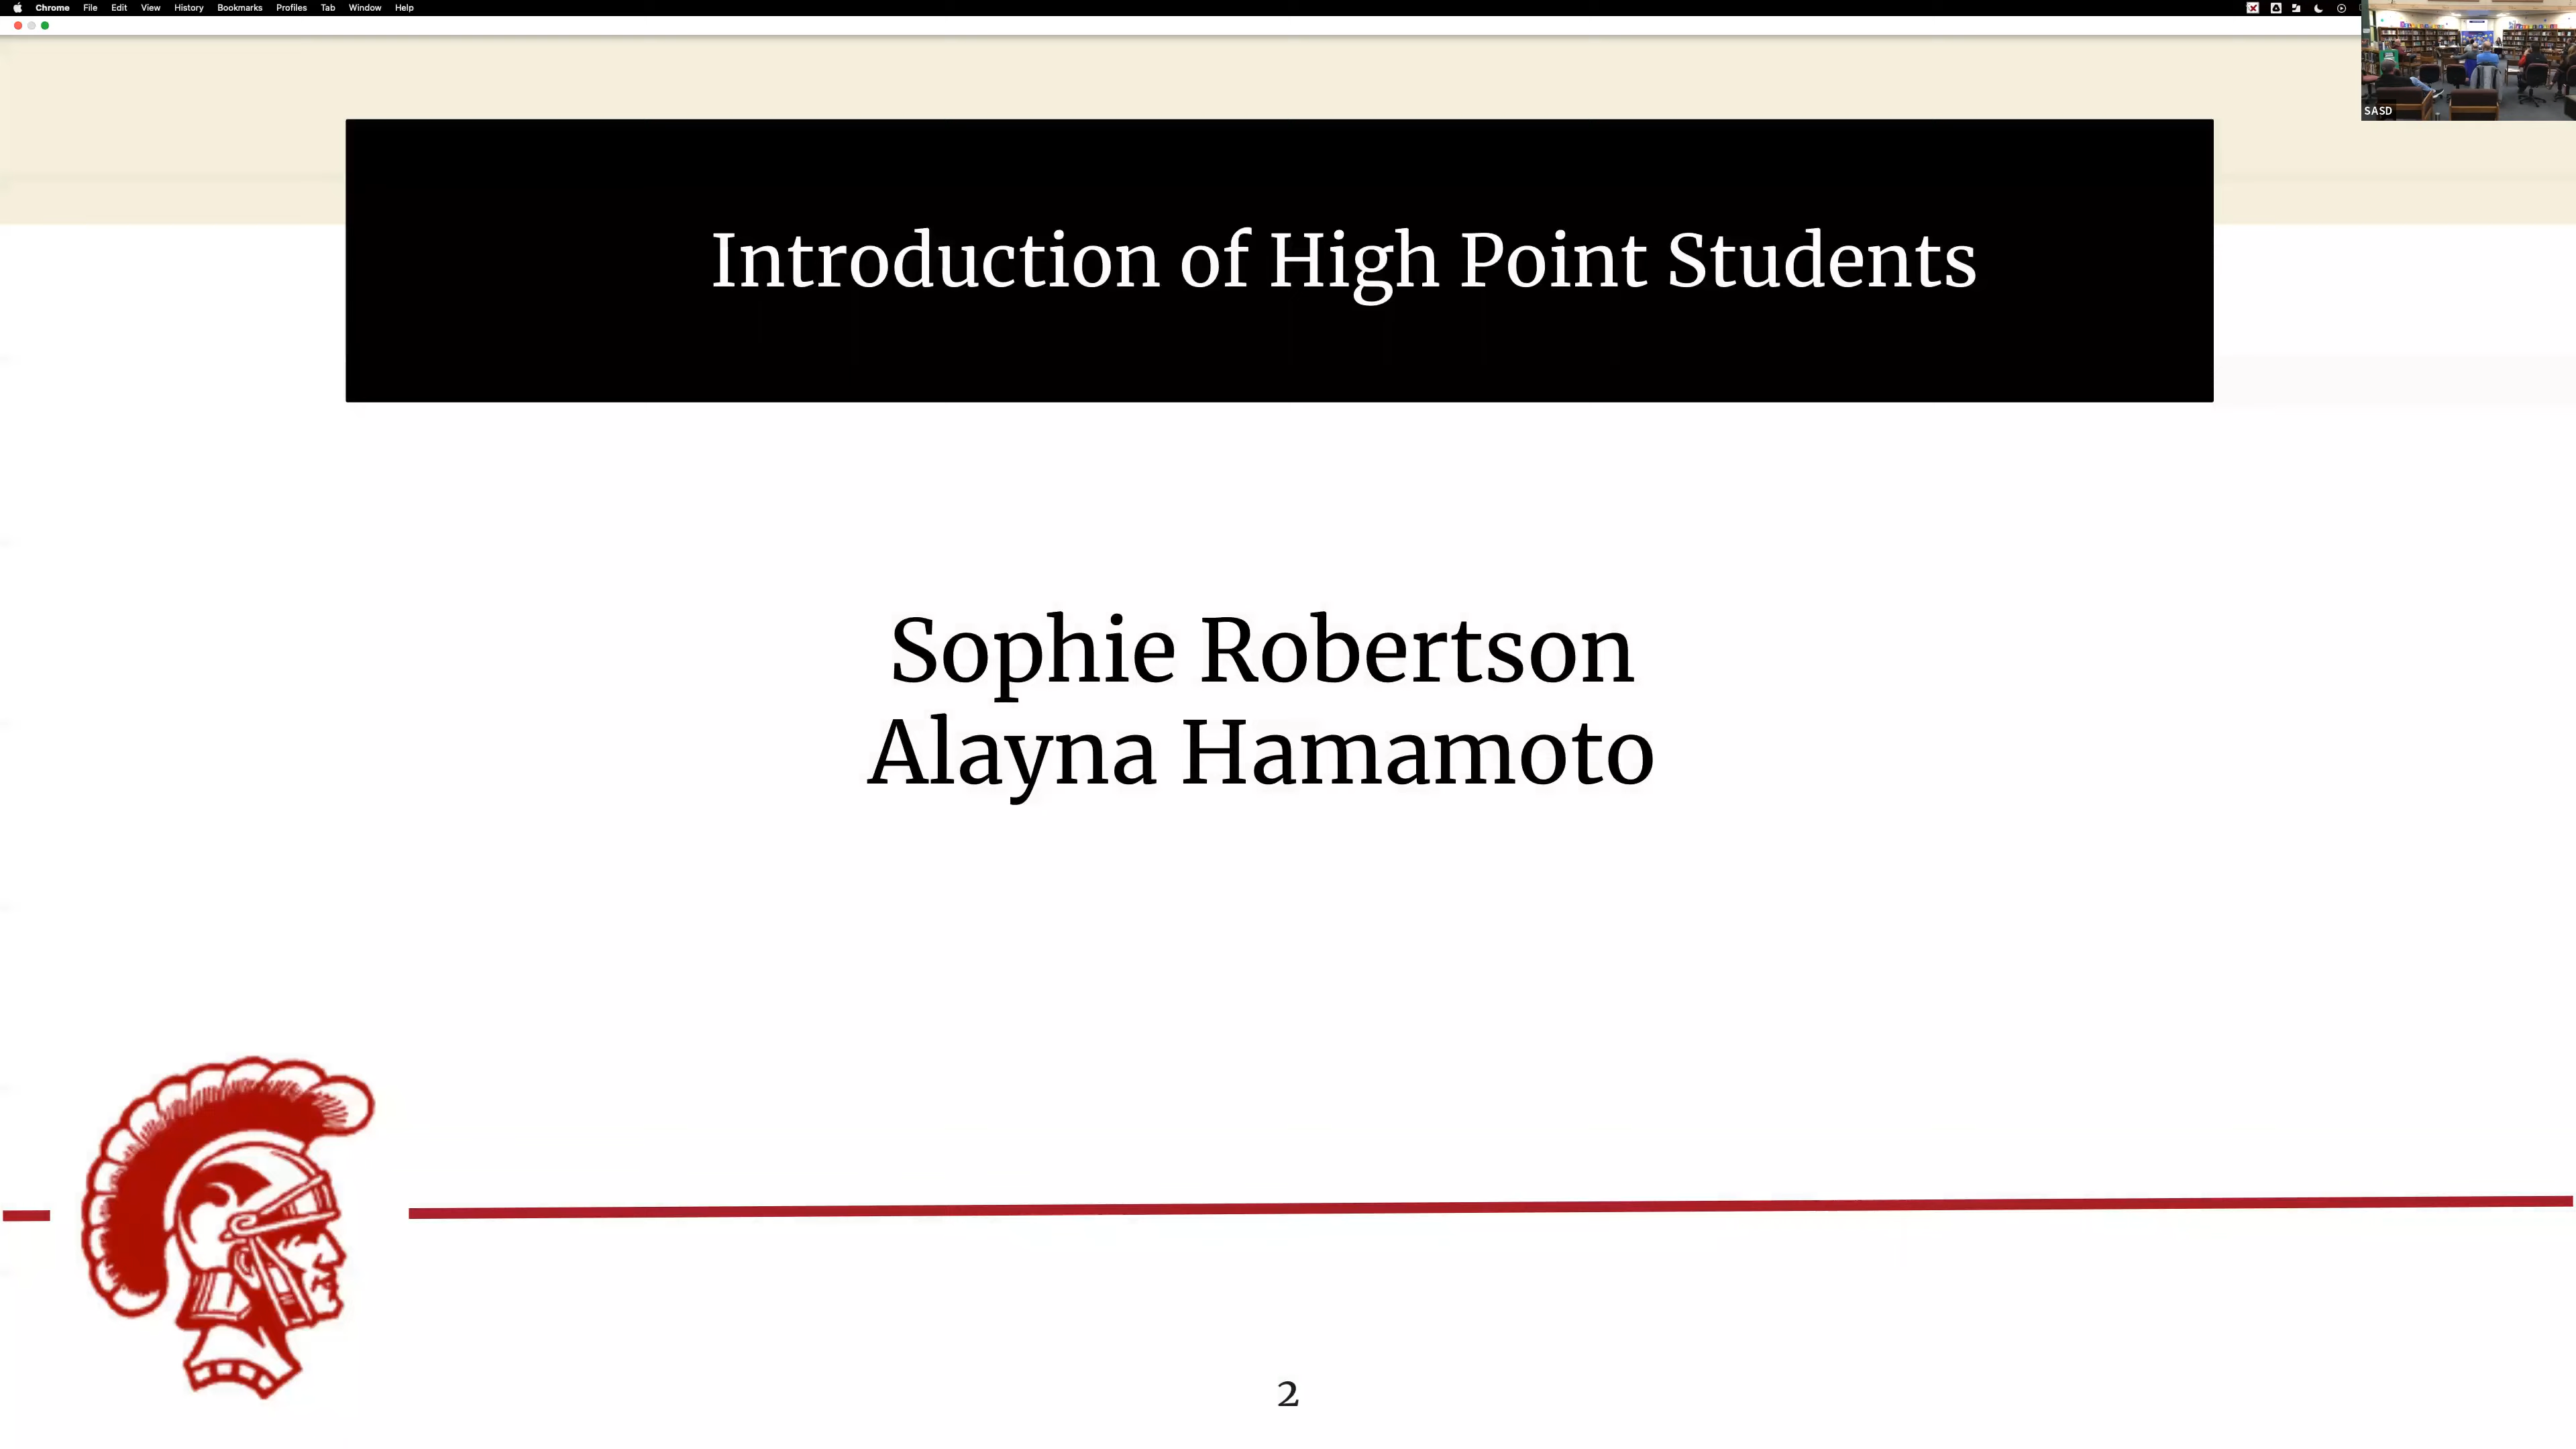 Chrome File Edit View History Bookmarks Profiles Tab Window Help
SASD
Introduction of High Point Students
Sophie Robertson
Alayna Hamamoto
2